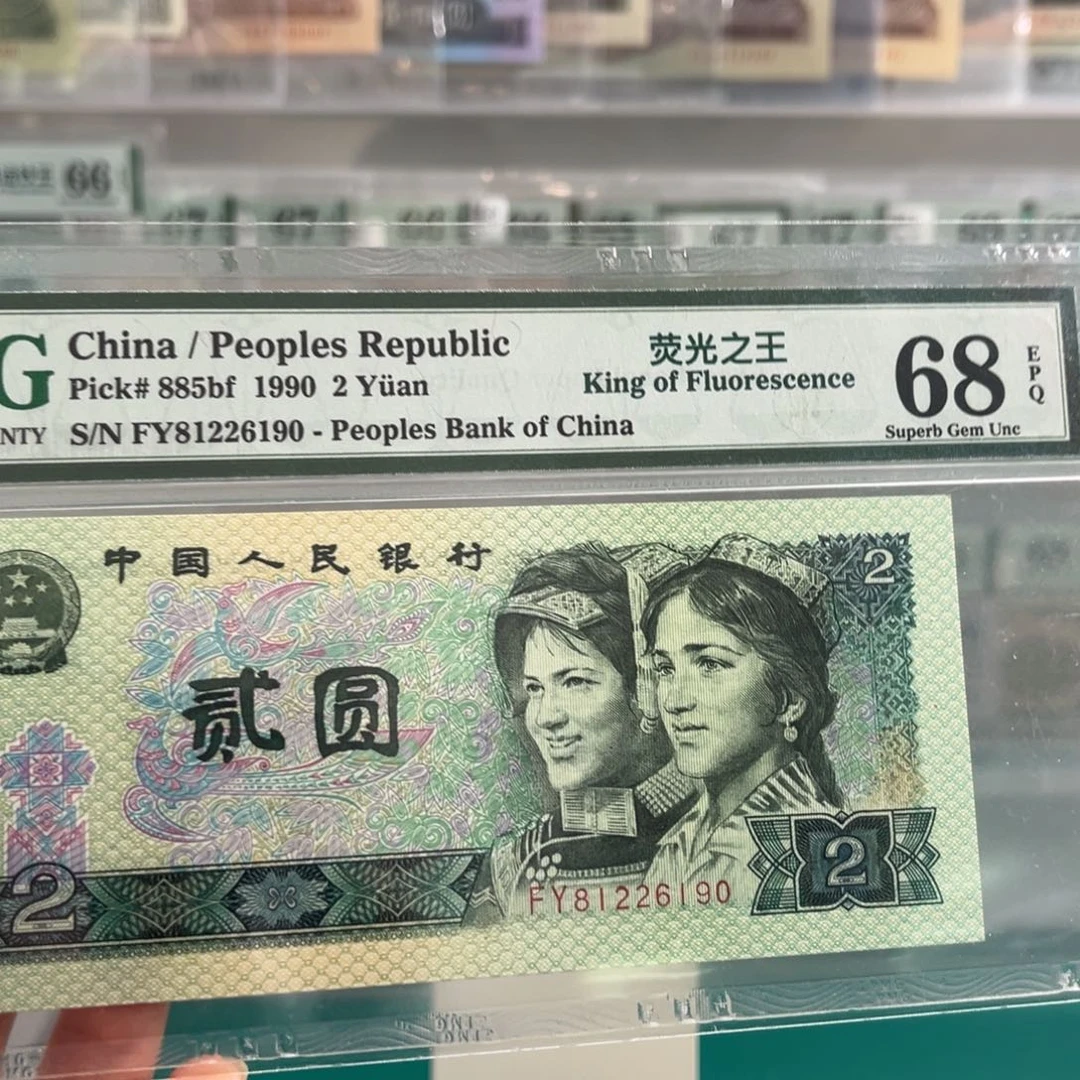 66
G China / Peoples Republic
荧光之王
68
EPQ
Pick# 885bf 1990 2 Yüan
King of Fluorescence
NTY S/N FY81226190 - Peoples Bank of China
Superb Gem Unc
中国人民银行
2
贰圆
2
2
FY81226190